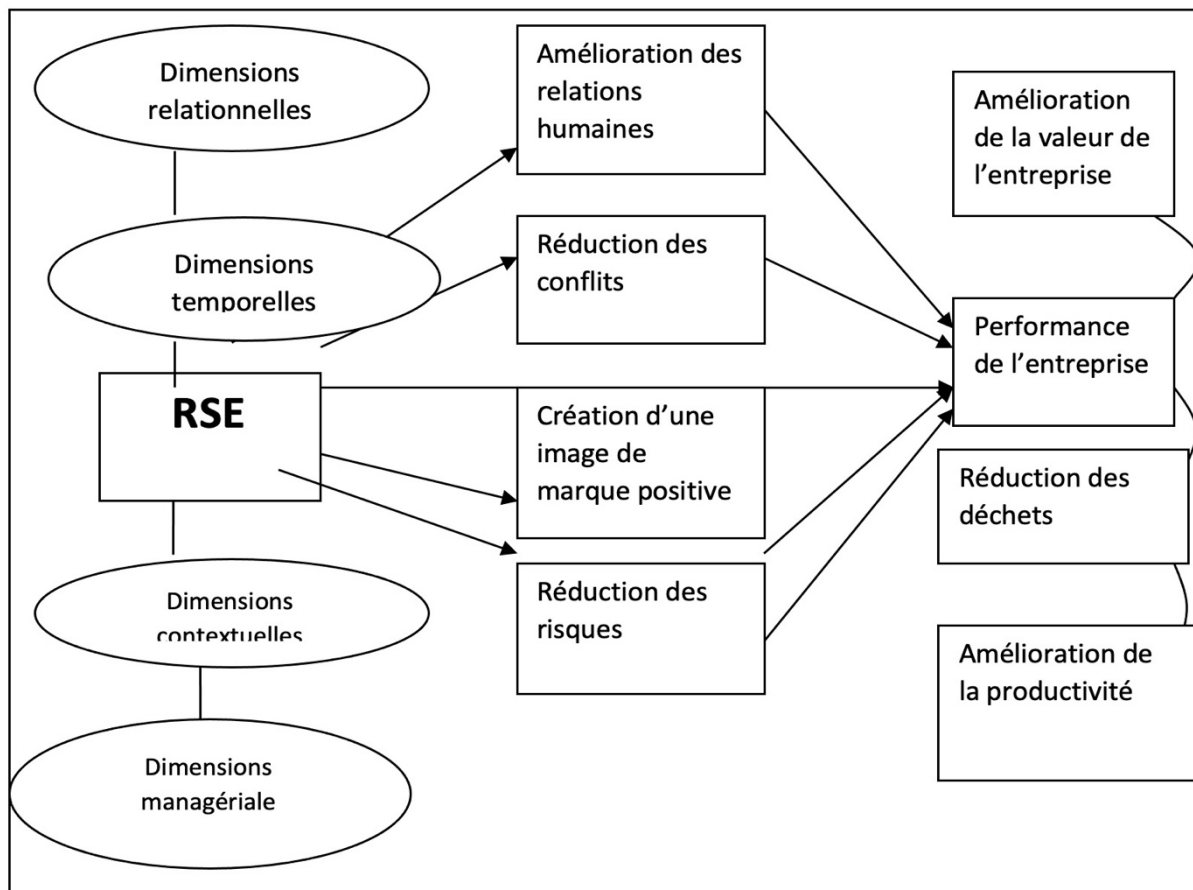 Dimensions
relationnelles
Dimensions
temporelles
RSE
Dimensions
contextuelles
Dimensions
managériale
Amélioration des
relations
humaines
Réduction des
conflits
Création d’une
image de
marque positive
Réduction des
risques
Amélioration
de la valeur de
l’entreprise
Performance
de l’entreprise
Réduction des
déchets
Amélioration de
la productivité